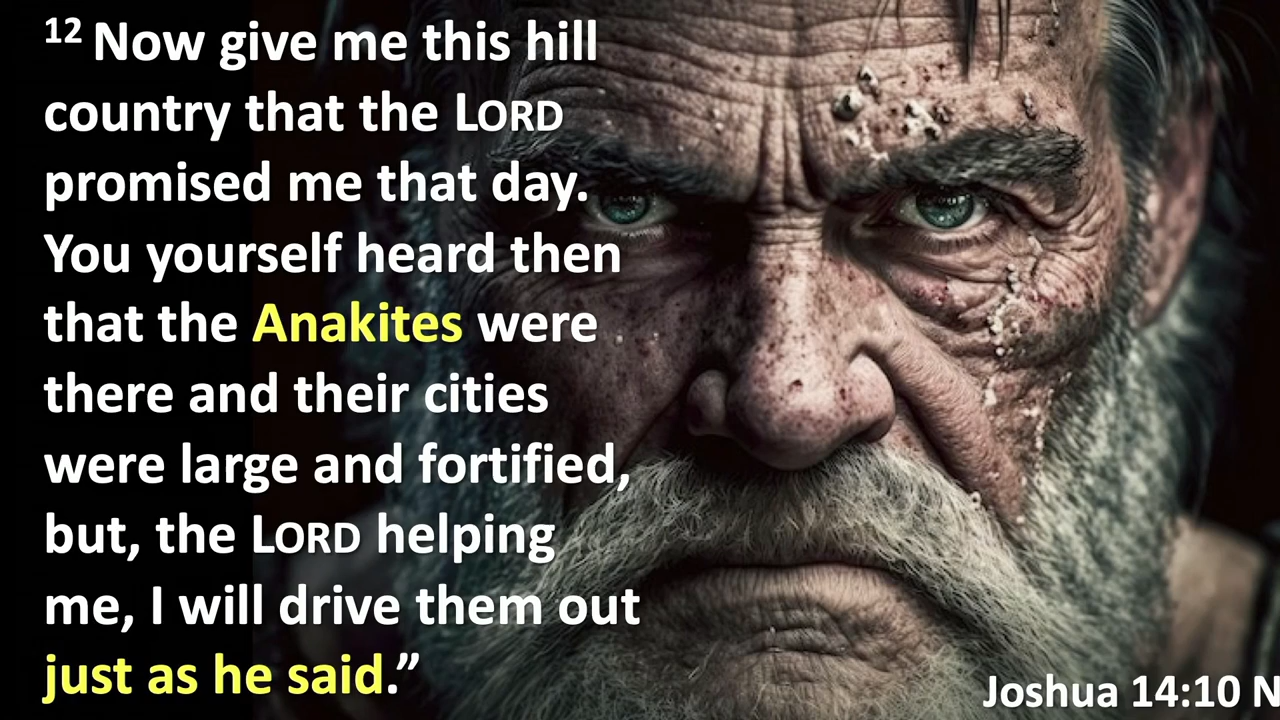 12 Now give me this hill
country that the LORD
promised me that day.
You yourself heard then
that the Anakites were
there and their cities
were large and fortified,
but, the LORD helping
me, I will drive them out
just as he said.”
Joshua 14:10 N